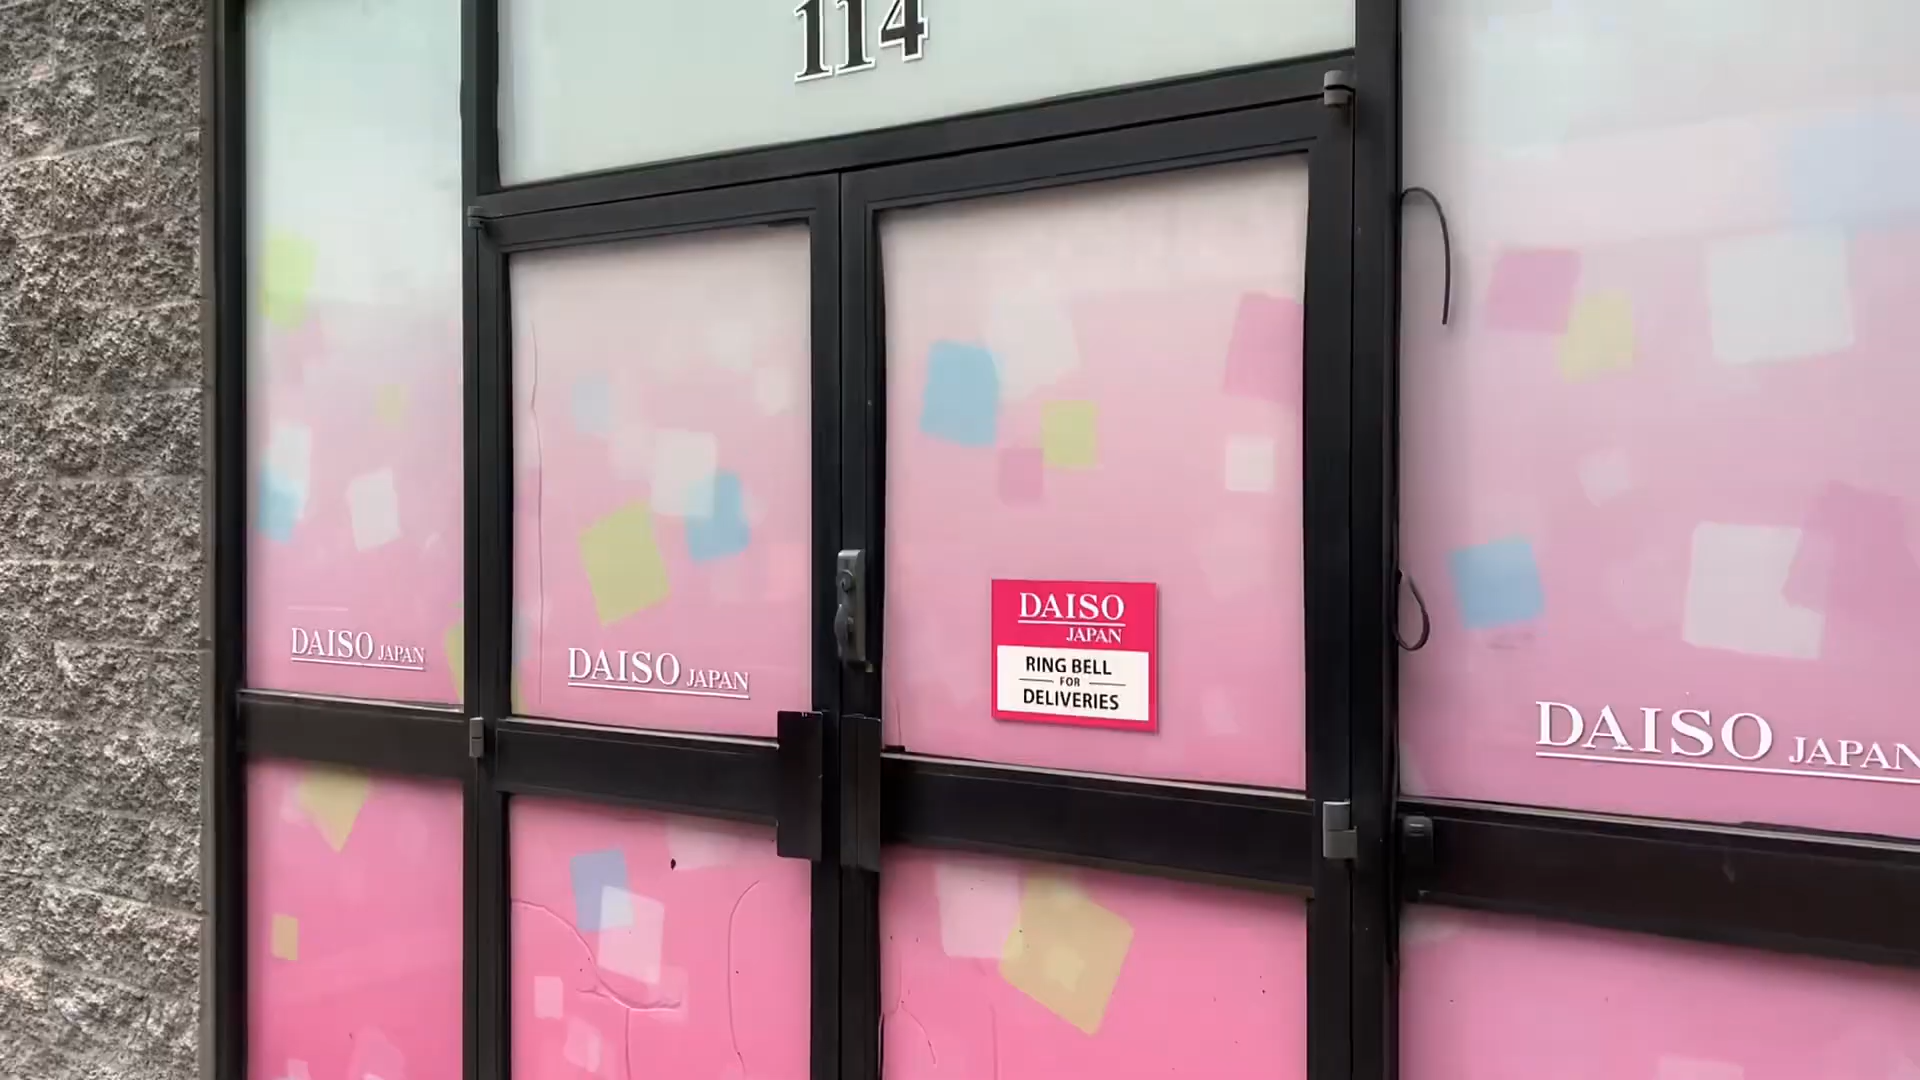 114
DAISO JAPAN
DAISO JAPAN
DAISO
JAPAN
RING BELL
FOR
DELIVERIES
DAISO JAPAN